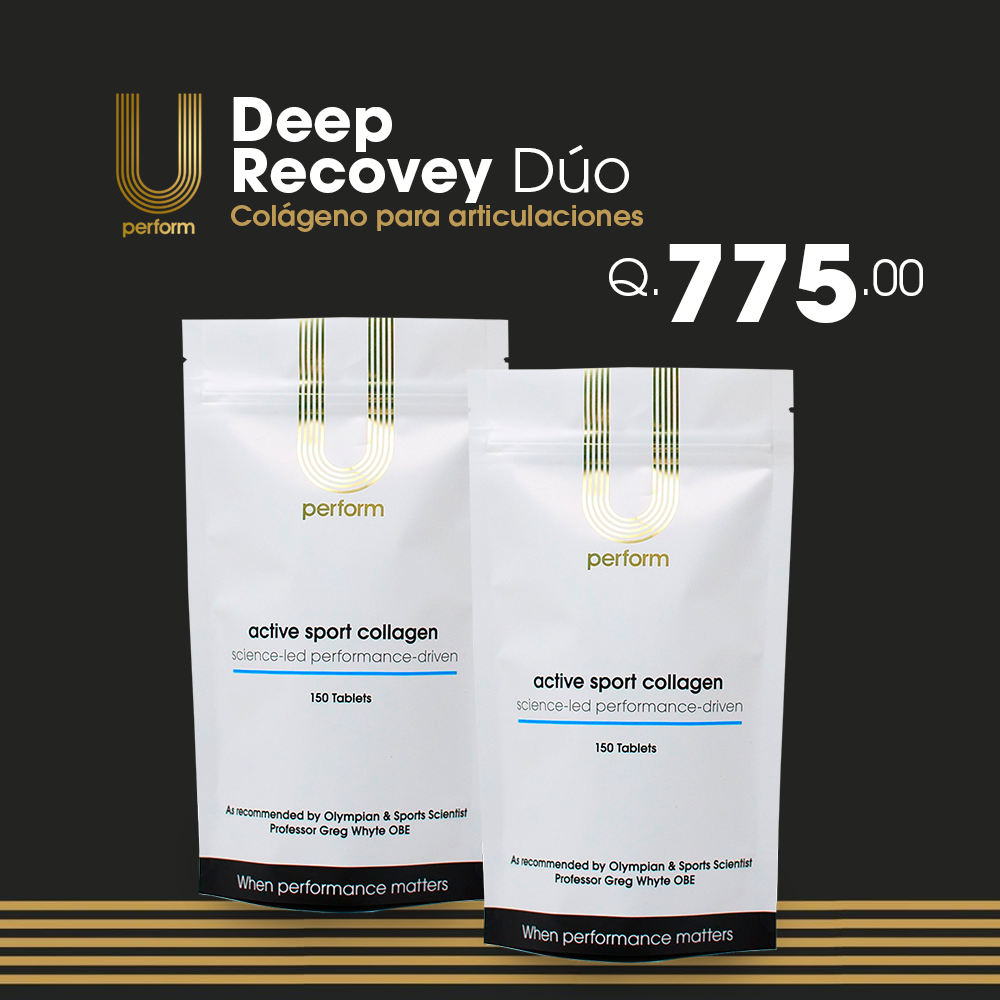 U
perform
Deep
Recovey Dúo
Colágeno para articulaciones
Q.775.00
U
perform
active sport collagen
science-led performance-driven
150 Tablets
As recommended by Olympian & Sports Scientist
Professor Greg Whyte OBE
When performance matters
U
perform
active sport collagen
science-led performance-driven
150 Tablets
As recommended by Olympian & Sports Scientist
Professor Greg Whyte OBE
When performance matters